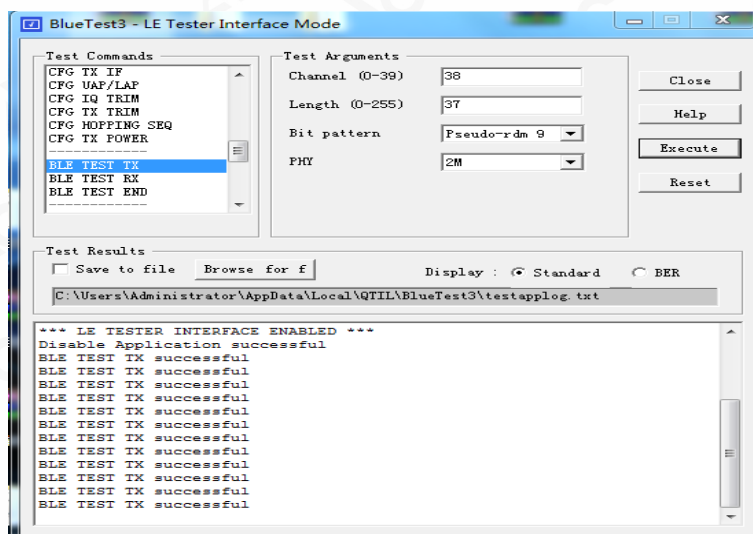 BlueTest3 - LE Tester Interface Mode
Test Commands
CFG TX IF
CFG UAP/LAP
CFG IQ TRIM
CFG TX TRIM
CFG HOPPING SEQ
CFG TX POWER
------------
BLE TEST TX
BLE TEST RX
BLE TEST END
------------
Test Arguments
Channel (0-39) 38
Length (0-255) 37
Bit pattern Pseudo-rdm 9
PHY 2M
Close
Help
Execute
Reset
Test Results
Save to file Browse for f Display : Standard BER
C:\Users\Administrator\AppData\Local\QTIL\BlueTest3\testapplog.txt
*** LE TESTER INTERFACE ENABLED ***
Disable Application successful
BLE TEST TX successful
BLE TEST TX successful
BLE TEST TX successful
BLE TEST TX successful
BLE TEST TX successful
BLE TEST TX successful
BLE TEST TX successful
BLE TEST TX successful
BLE TEST TX successful
BLE TEST TX successful
BLE TEST TX successful
BLE TEST TX successful